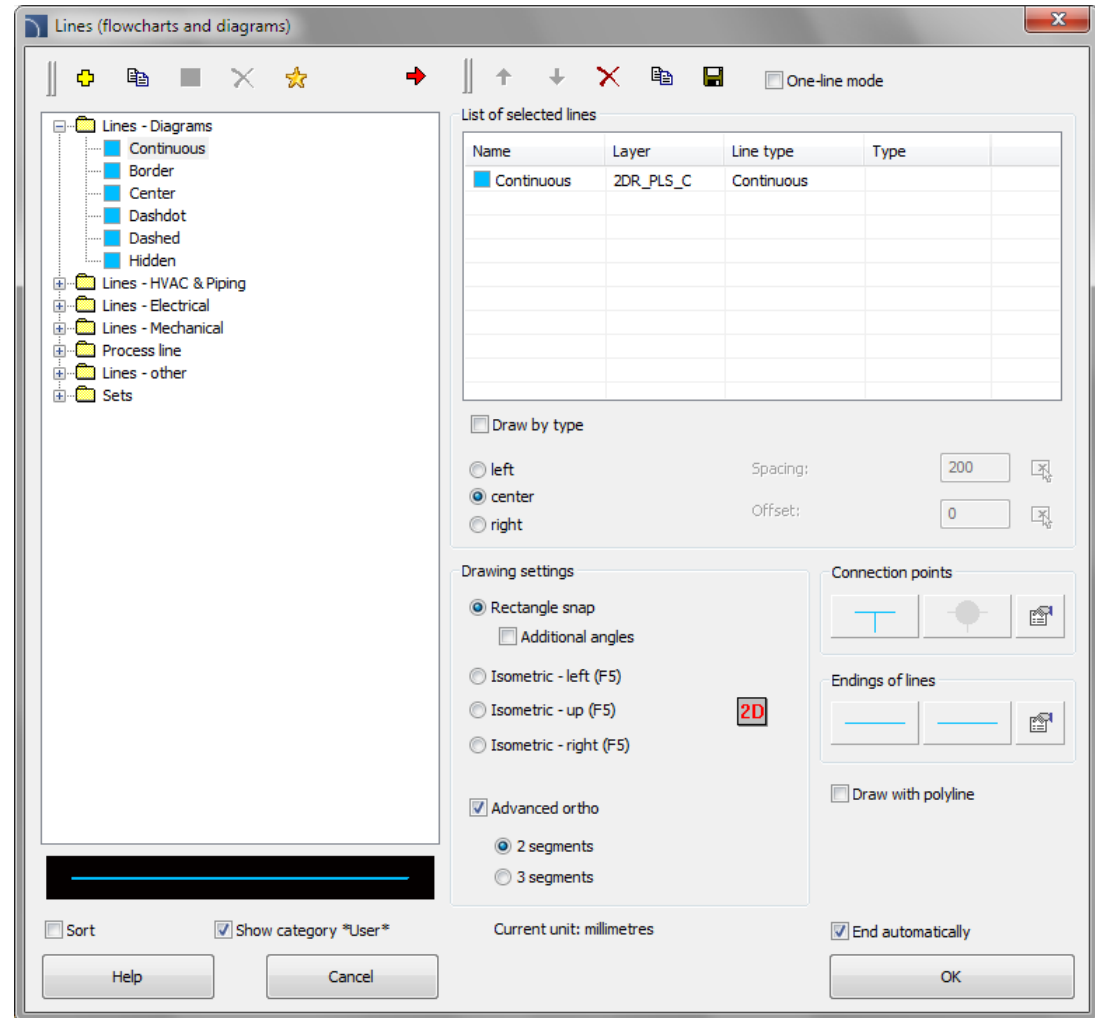 Lines (flowcharts and diagrams)
One-line mode
Lines - Diagrams
Continuous
Border
Center
Dashdot
Dashed
Hidden
Lines - HVAC & Piping
Lines - Electrical
Lines - Mechanical
Process line
Lines - other
Sets
List of selected lines
Name Layer Line type Type
Continuous 2DR_PLS_C Continuous
Draw by type
left
center
right
Spacing: 200
Offset: 0
Drawing settings
Rectangle snap
Additional angles
Isometric - left (F5)
Isometric - up (F5)
Isometric - right (F5)
2D
Advanced ortho
2 segments
3 segments
Connection points
Endings of lines
Draw with polyline
Sort
Show category *User*
Current unit: millimetres
End automatically
Help
Cancel
OK